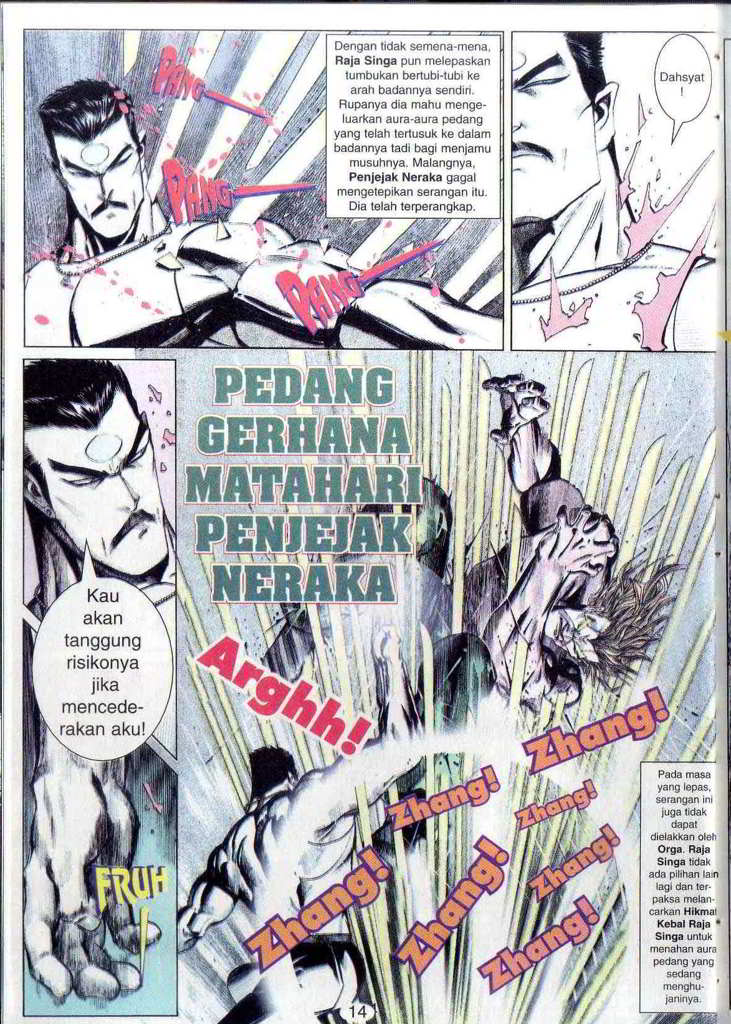 PANG
PANG
PANG
Dengan tidak semena-mena,
Raja Singa pun melepaskan
tumbukan bertubi-tubi ke
arah badannya sendiri.
Rupanya dia mahu menge-
luarkan aura-aura pedang
yang telah tertusuk ke dalam
badannya tadi bagi menjamu
musuhnya. Malangnya,
Penjejak Neraka gagal
mengetepikan serangan itu.
Dia telah terperangkap.
Dahsyat
!
PEDANG
GERHANA
MATAHARI
PENJEJAK
NERAKA
Kau
akan
tanggung
risikonya
jika
mencede-
rakan aku!
FRUH
Arghh!
Zhang!
Zhang!
Zhang!
Zhang!
Zhang!
Zhang!
Zhang!
Zhang!
Pada masa
yang lepas,
serangan ini
juga tidak
dapat
dielakkan oleh
Orga. Raja
Singa tidak
ada pilihan lain
lagi dan ter-
paksa melan-
carkan Hikmat
Kebal Raja
Singa untuk
menahan aura
pedang yang
sedang
menghu-
janinya.
14